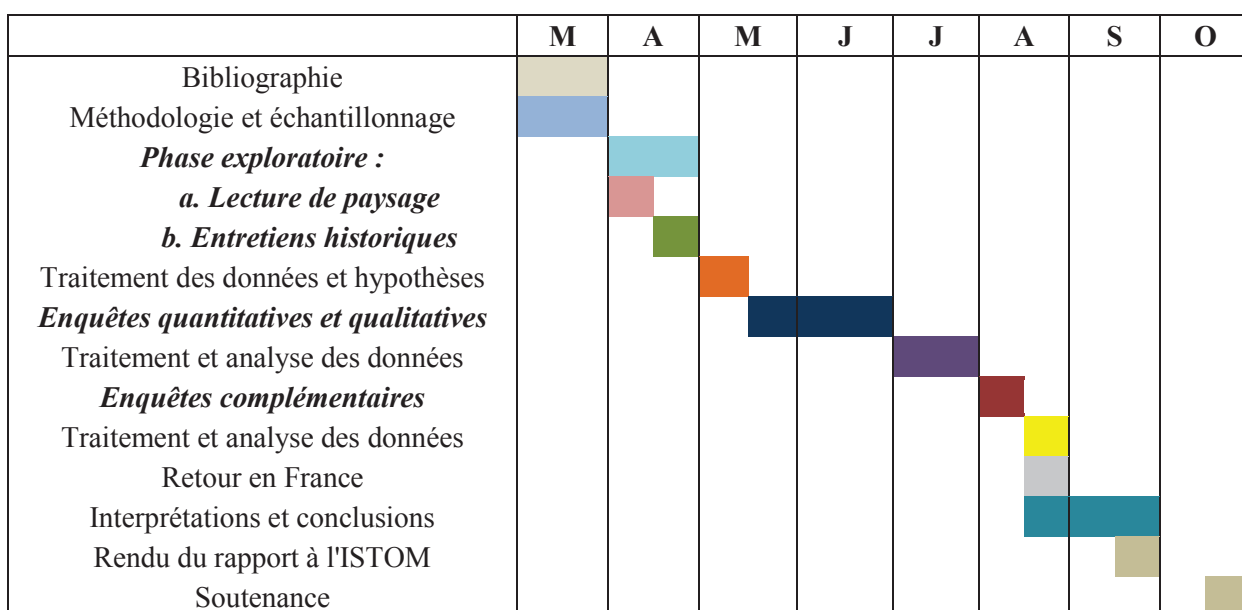 M A M J J A S O
Bibliographie
Méthodologie et échantillonnage
Phase exploratoire :
a. Lecture de paysage
b. Entretiens historiques
Traitement des données et hypothèses
Enquêtes quantitatives et qualitatives
Traitement et analyse des données
Enquêtes complémentaires
Traitement et analyse des données
Retour en France
Interprétations et conclusions
Rendu du rapport à l'ISTOM
Soutenance